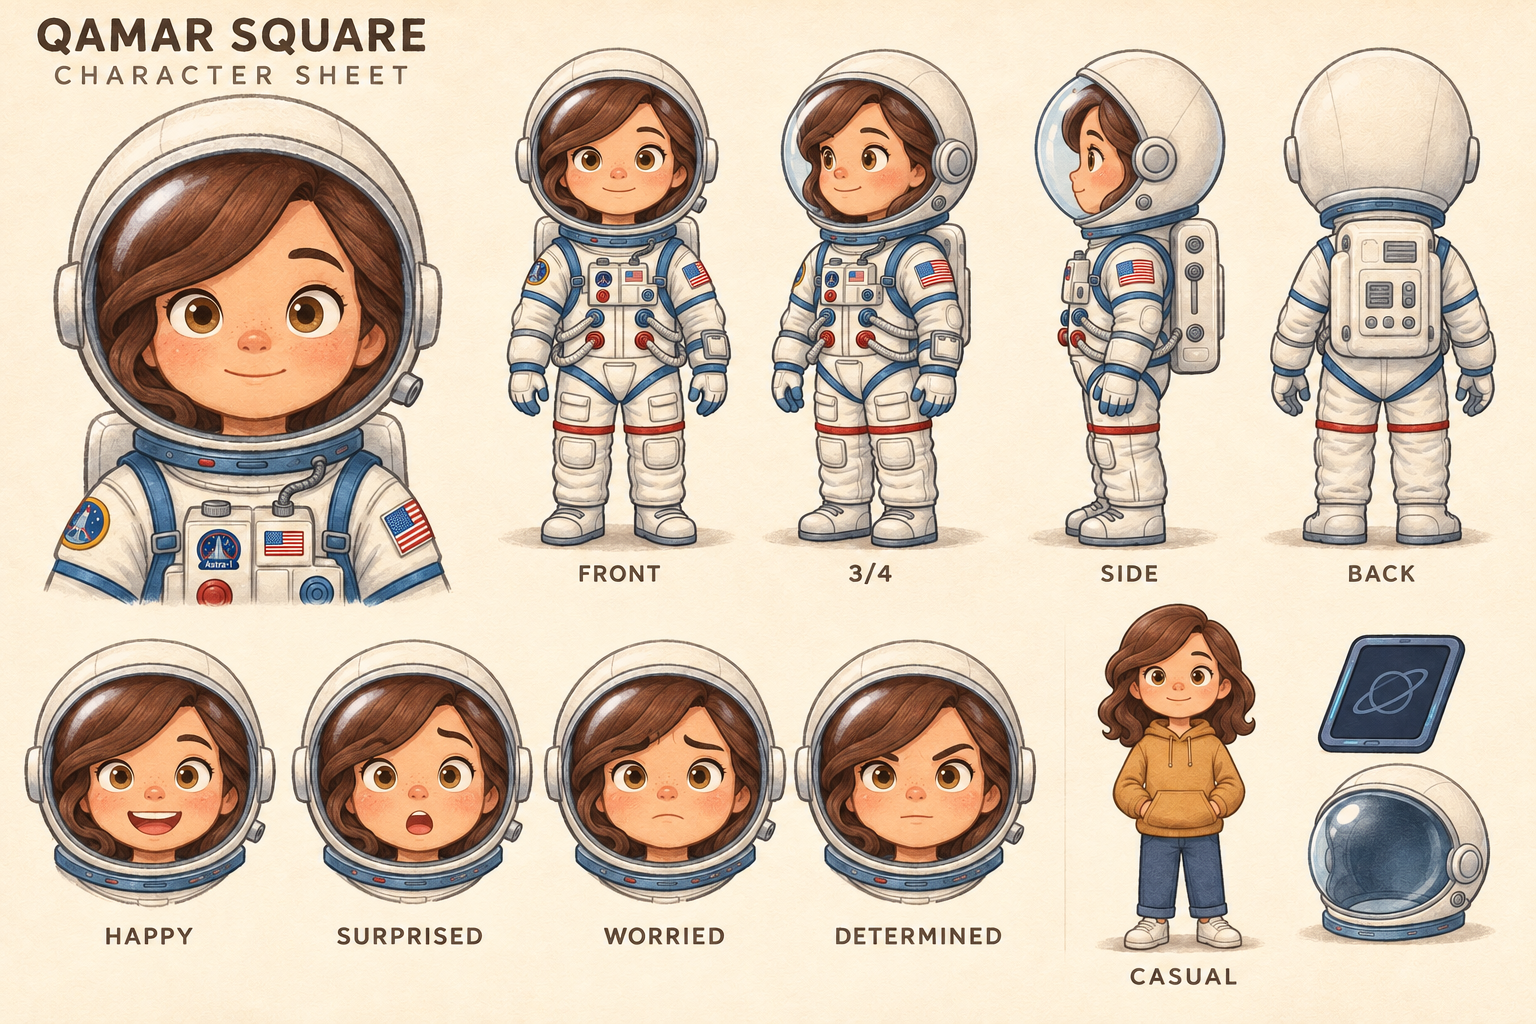 QAMAR SQUARE
CHARACTER SHEET
Astra-1
FRONT
3/4
SIDE
BACK
HAPPY
SURPRISED
WORRIED
DETERMINED
CASUAL